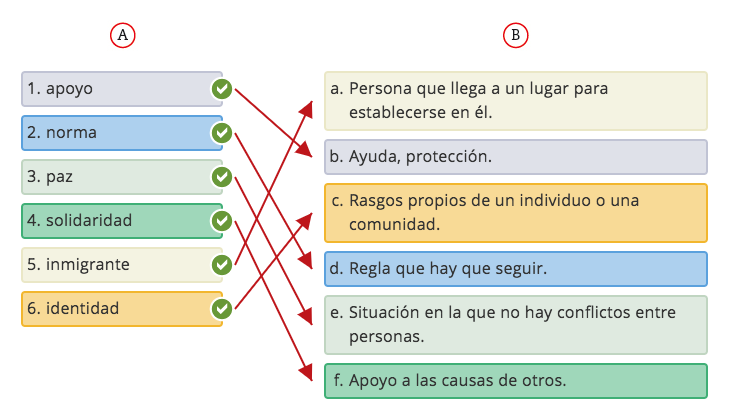 A
B
1. apoyo
2. norma
3. paz
4. solidaridad
5. inmigrante
6. identidad
a. Persona que llega a un lugar para
establecerse en él.
b. Ayuda, protección.
c. Rasgos propios de un individuo o una
comunidad.
d. Regla que hay que seguir.
e. Situación en la que no hay conflictos entre
personas.
f. Apoyo a las causas de otros.